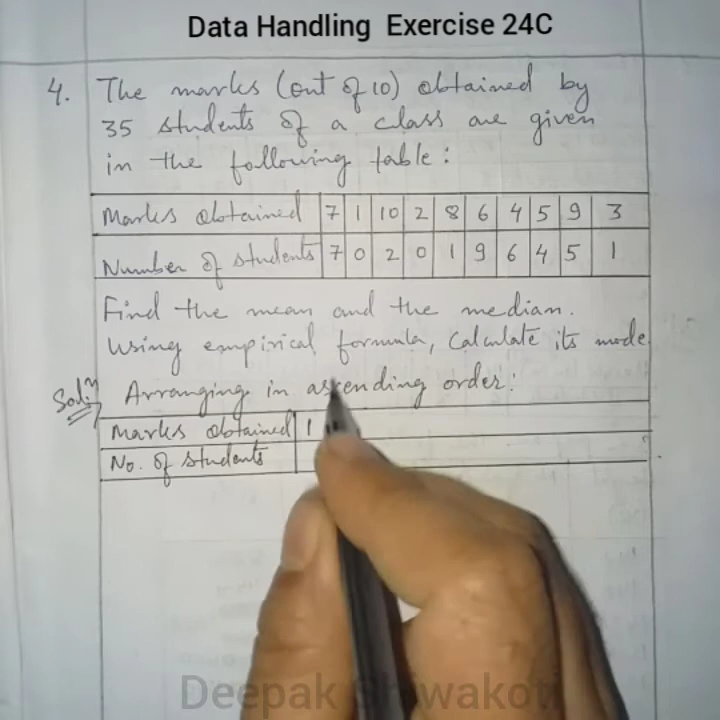 Data Handling Exercise 24C
4. The marks (out of 10) obtained by
35 students of a class are given
in the following table:
Marks obtained 7 1 10 2 8 6 4 5 9 3
Number of students 7 0 2 0 1 9 6 4 5 1
Find the mean and the median.
Using empirical formula, calculate its mode
Sol:n Arranging in ascending order:
Marks obtained 1
No. of students
Deepak Shiwakoti